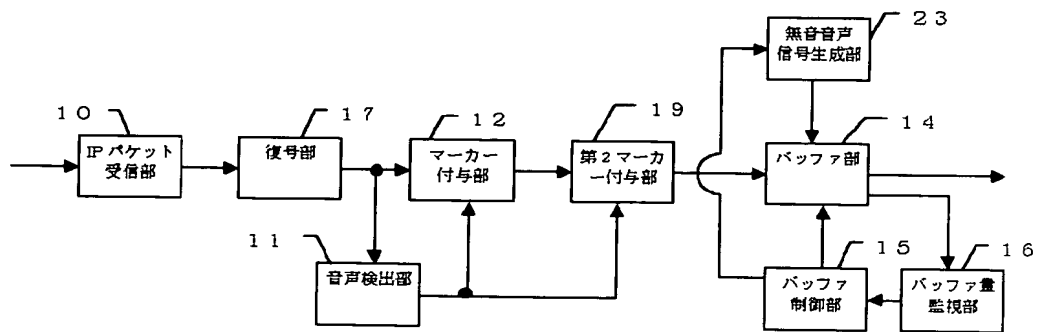 ２３
無音音声
信号生成部
１０
１７
１２
１９
１４
IPパケット
受信部
復号部
マーカー
付与部
第２マーカ
ー付与部
バッファ部
１１
音声検出部
１５
１６
バッファ
制御部
バッファ量
監視部